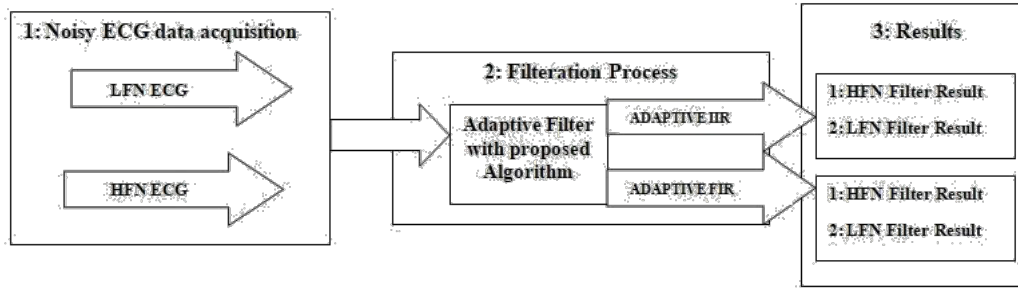 1: Noisy ECG data acquisition
LFN ECG
HFN ECG
2: Filteration Process
Adaptive Filter
with proposed
Algorithm
ADAPTIVE IIR
ADAPTIVE FIR
3: Results
1: HFN Filter Result
2: LFN Filter Result
1: HFN Filter Result
2: LFN Filter Result